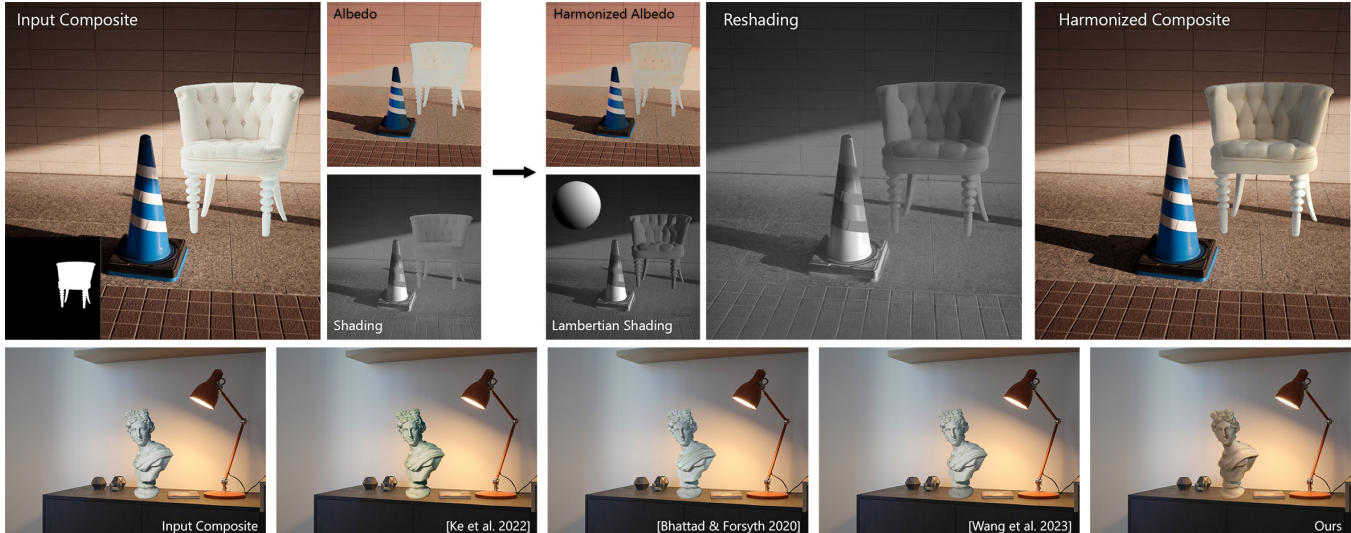 Input Composite
Albedo
Harmonized Albedo
Reshading
Harmonized Composite
Shading
Lambertian Shading
Input Composite
[Ke et al. 2022]
[Bhattad & Forsyth 2020]
[Wang et al. 2023]
Ours